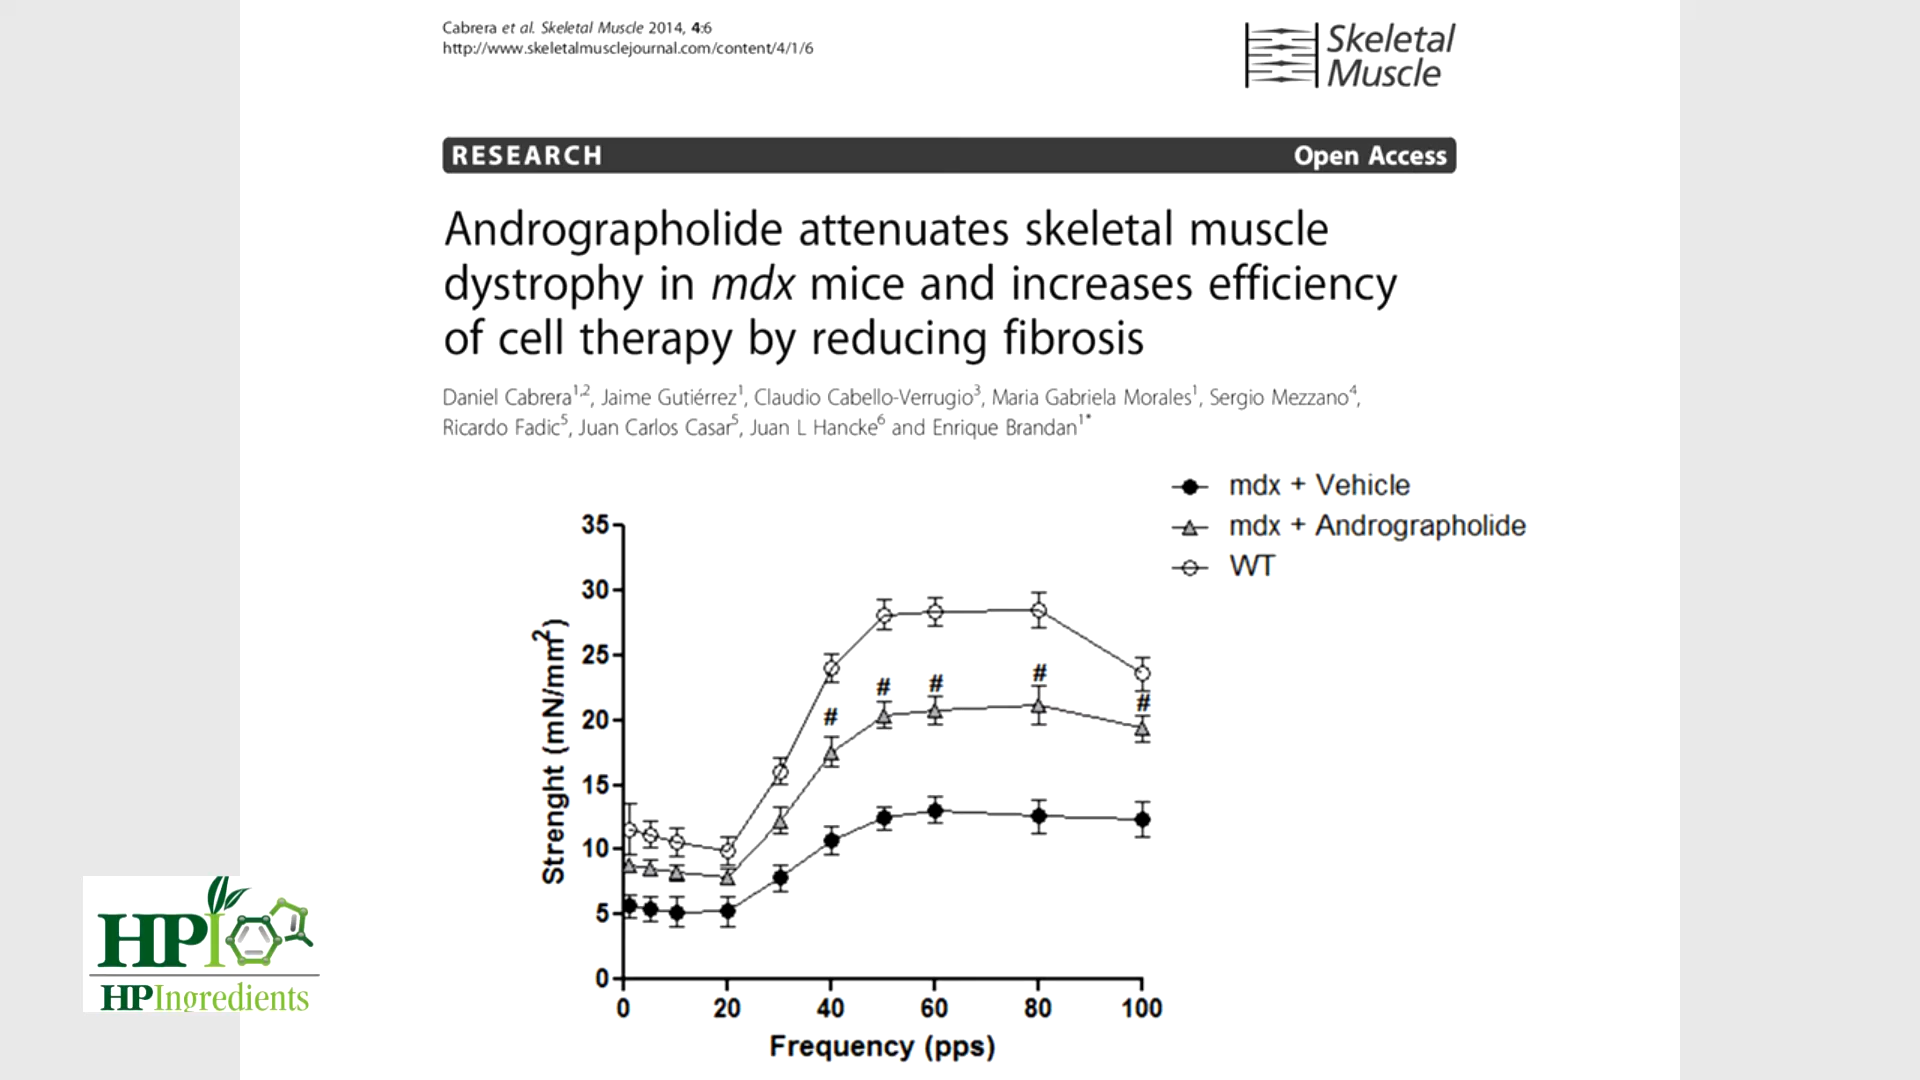 Cabrera et al. Skeletal Muscle 2014, 4:6
http://www.skeletalmusclejournal.com/content/4/1/6
Skeletal
Muscle
RESEARCH
Open Access
Andrographolide attenuates skeletal muscle
dystrophy in mdx mice and increases efficiency
of cell therapy by reducing fibrosis
Daniel Cabrera1,2, Jaime Gutiérrez1, Claudio Cabello-Verrugio3, Maria Gabriela Morales1, Sergio Mezzano4,
Ricardo Fadic5, Juan Carlos Casar5, Juan L Hancke6 and Enrique Brandan1*
mdx + Vehicle
mdx + Andrographolide
WT
35
30
25
20
15
10
5
0
Strenght (mN/mm2)
# # # # #
0 20 40 60 80 100
Frequency (pps)
HPI
HPIngredients